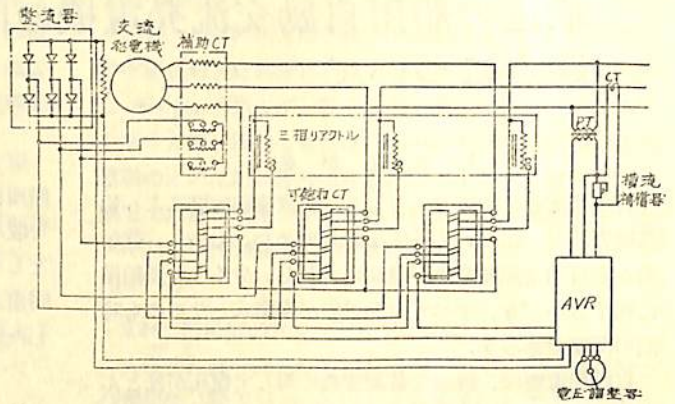 整流器
交流
発電機
補助CT
CT
三相リアクトル
PT
可飽和CT
横流
補償器
AVR
電圧調整器